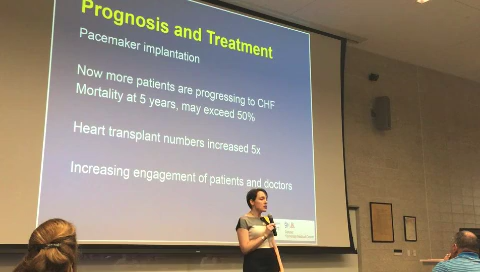 Prognosis and Treatment
Pacemaker implantation
Now more patients are progressing to CHF
Mortality at 5 years, may exceed 50%
Heart transplant numbers increased 5x
Increasing engagement of patients and doctors